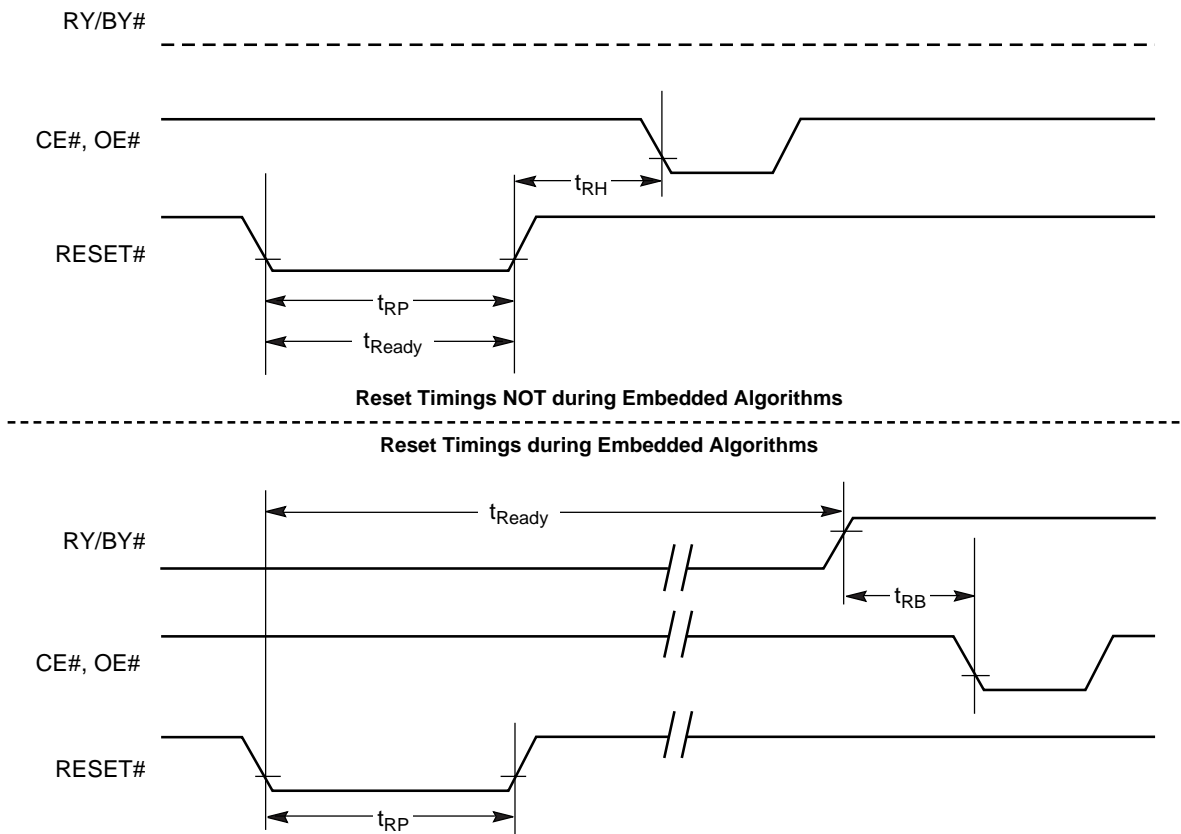 RY/BY#
CE#, OE#
tRH
RESET#
tRP
tReady
Reset Timings NOT during Embedded Algorithms
Reset Timings during Embedded Algorithms
tReady
RY/BY#
tRB
CE#, OE#
RESET#
tRP